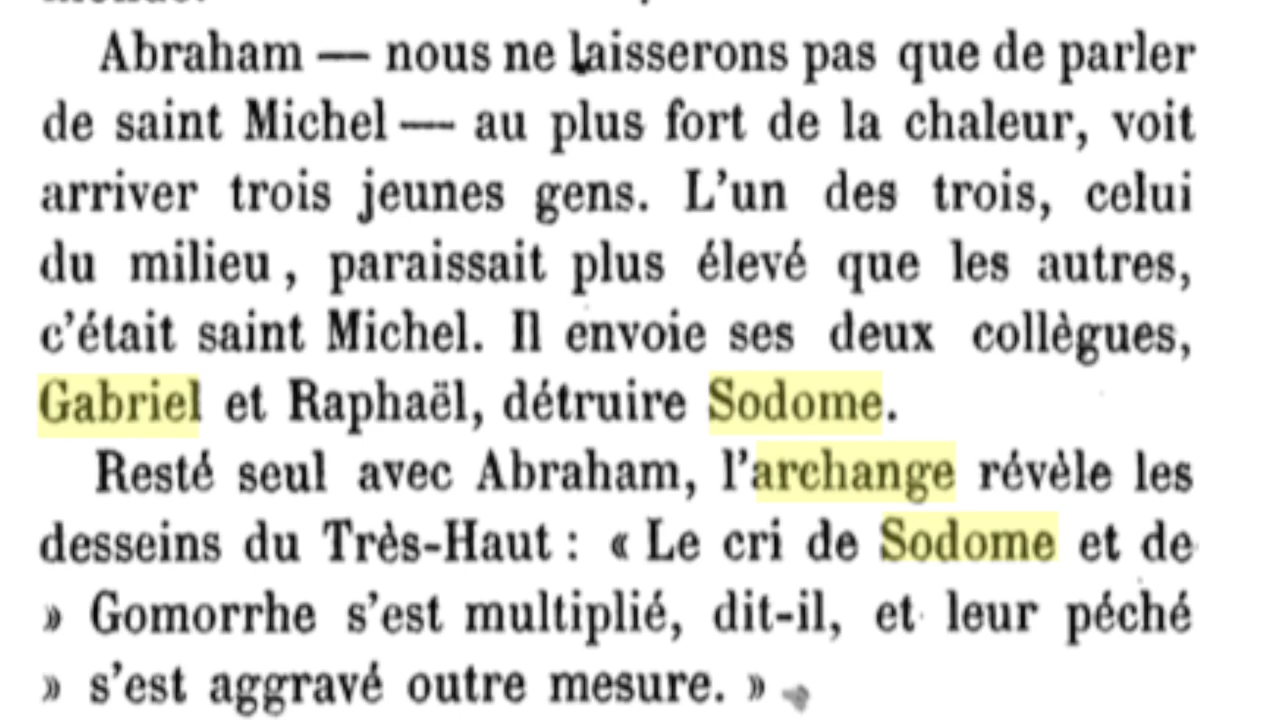 Abraham — nous ne laisserons pas que de parler
de saint Michel — au plus fort de la chaleur, voit
arriver trois jeunes gens. L'un des trois, celui
du milieu, paraissait plus élevé que les autres,
c'était saint Michel. Il envoie ses deux collègues,
Gabriel et Raphaël, détruire Sodome.
Resté seul avec Abraham, l'archange révèle les
desseins du Très-Haut : « Le cri de Sodome et de
» Gomorrhe s'est multiplié, dit-il, et leur péché
» s'est aggravé outre mesure. »